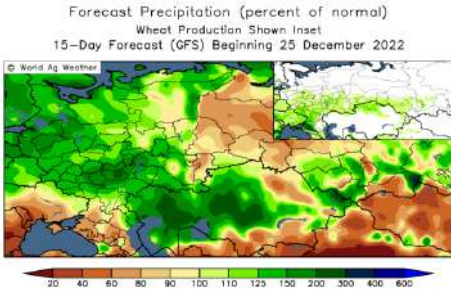 Forecast Precipitation (percent of normal)
Wheat Production Shown Inset
15-Day Forecast (GFS) Beginning 25 December 2022
© World Ag Weather
20 40 60 80 90 100 110 125 150 200 300 400 600